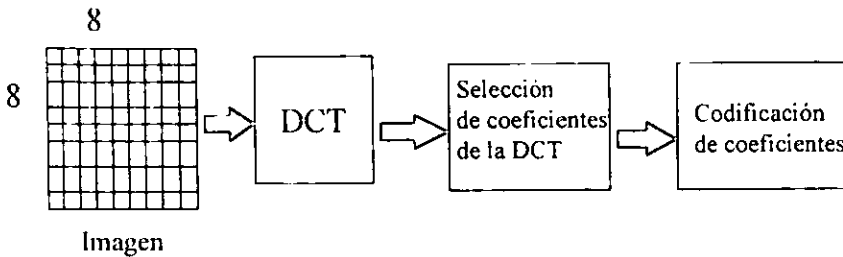 8
8
Imagen
DCT
Selección
de coeficientes
de la DCT
Codificación
de coeficientes